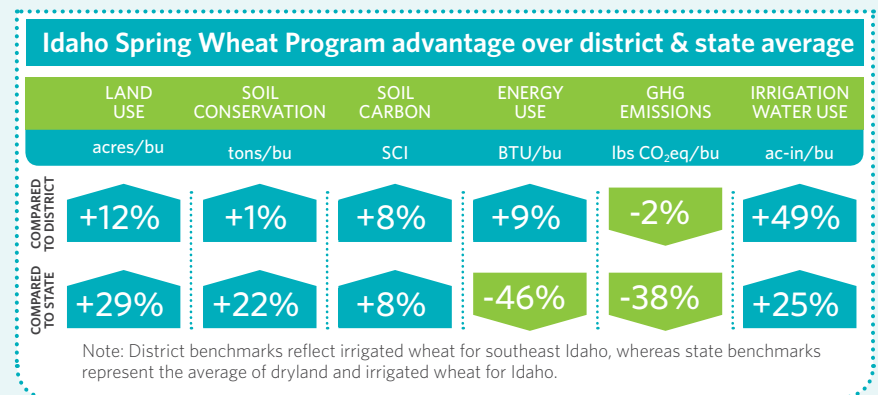 Idaho Spring Wheat Program advantage over district & state average
LAND USE
SOIL CONSERVATION
SOIL CARBON
ENERGY USE
GHG EMISSIONS
IRRIGATION WATER USE
acres/bu
tons/bu
SCI
BTU/bu
lbs CO₂eq/bu
ac-in/bu
COMPARED
TO DISTRICT
+12%
+1%
+8%
+9%
-2%
+49%
COMPARED
TO STATE
+29%
+22%
+8%
-46%
-38%
+25%
Note: District benchmarks reflect irrigated wheat for southeast Idaho, whereas state benchmarks
represent the average of dryland and irrigated wheat for Idaho.